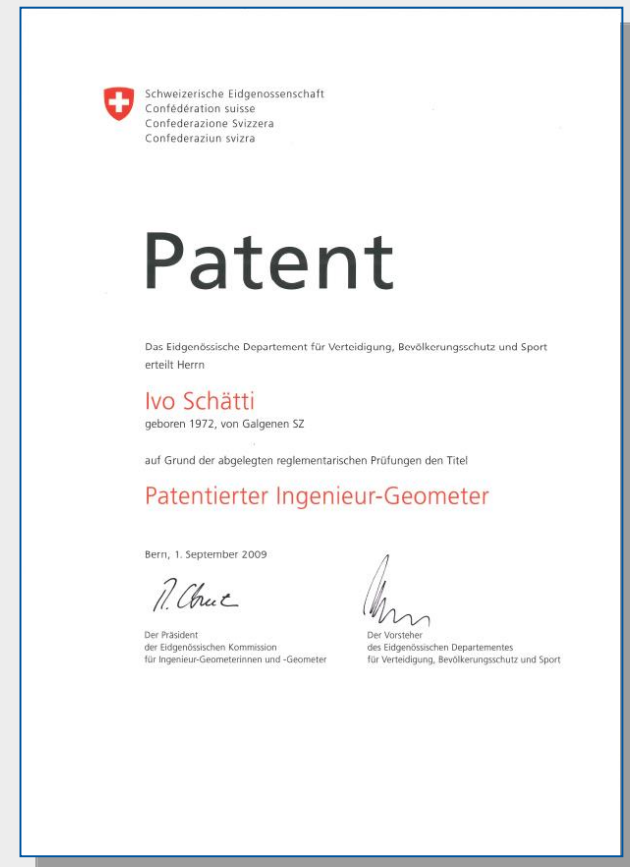 Schweizerische Eidgenossenschaft
Confédération suisse
Confederazione Svizzera
Confederaziun svizra
Patent
Das Eidgenössische Departement für Verteidigung, Bevölkerungsschutz und Sport
erteilt Herrn
Ivo Schätti
geboren 1972, von Galgenen SZ
auf Grund der abgelegten reglementarischen Prüfungen den Titel
Patentierter Ingenieur-Geometer
Bern, 1. September 2009
Der Präsident
der Eidgenössischen Kommission
für Ingenieur-Geometerinnen und -Geometer
Der Vorsteher
des Eidgenössischen Departementes
für Verteidigung, Bevölkerungsschutz und Sport